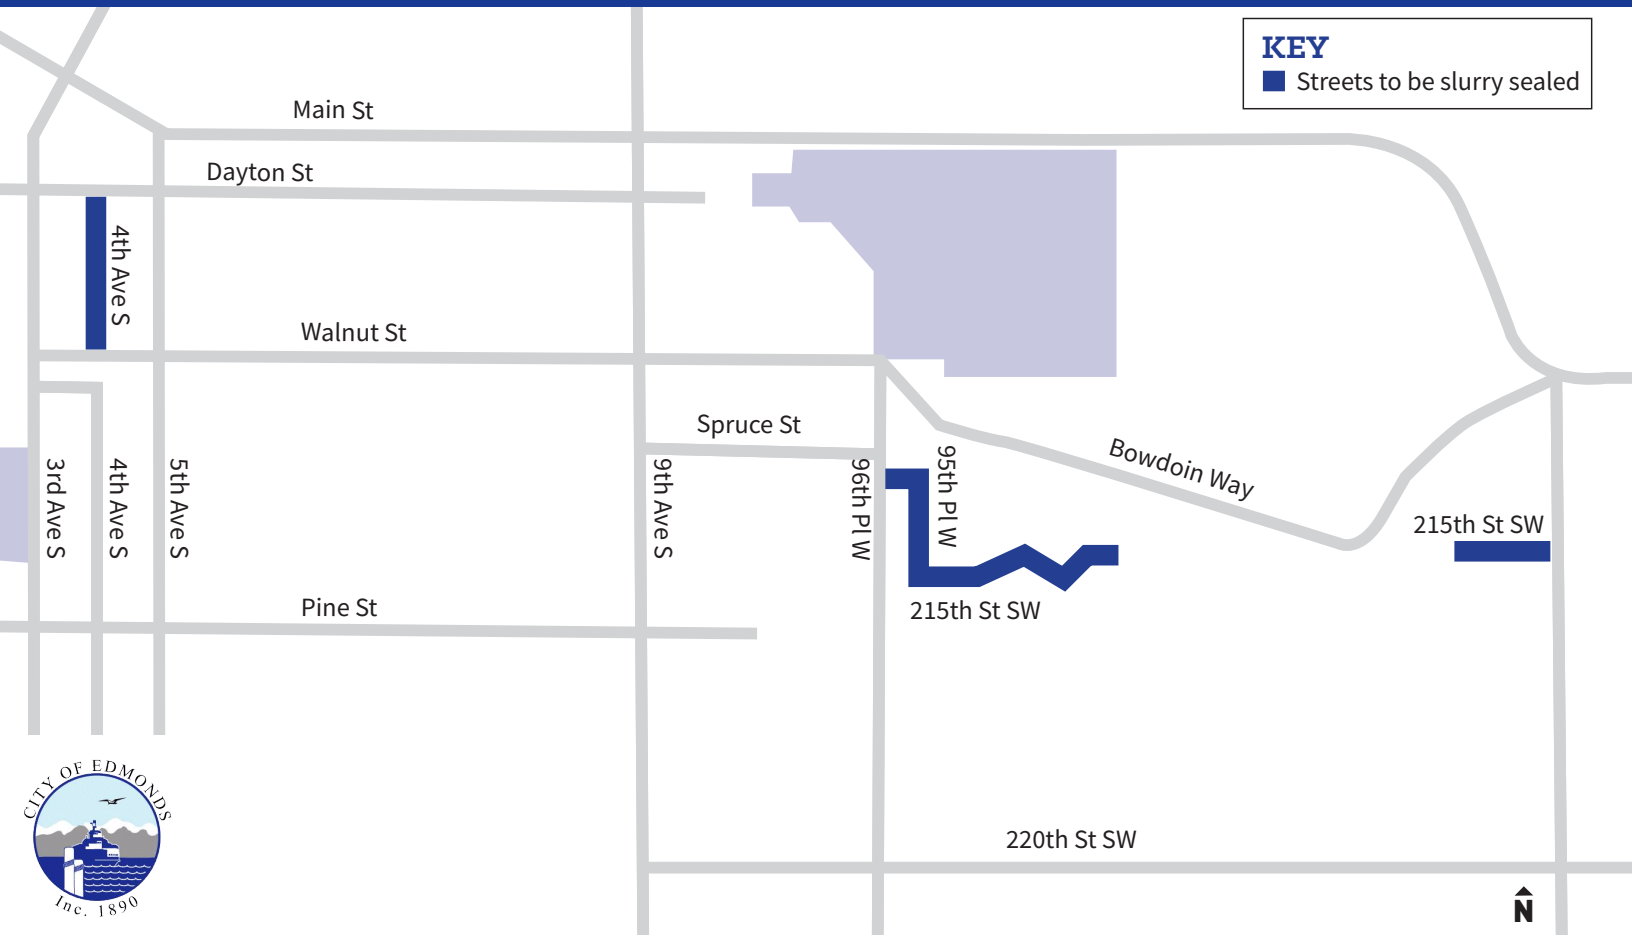 KEY
Streets to be slurry sealed
Main St
Dayton St
4th Ave S
Walnut St
Spruce St
Bowdoin Way
3rd Ave S
4th Ave S
5th Ave S
9th Ave S
96th Pl W
95th Pl W
215th St SW
215th St SW
Pine St
220th St SW
CITY OF EDMONDS
Inc. 1890
N